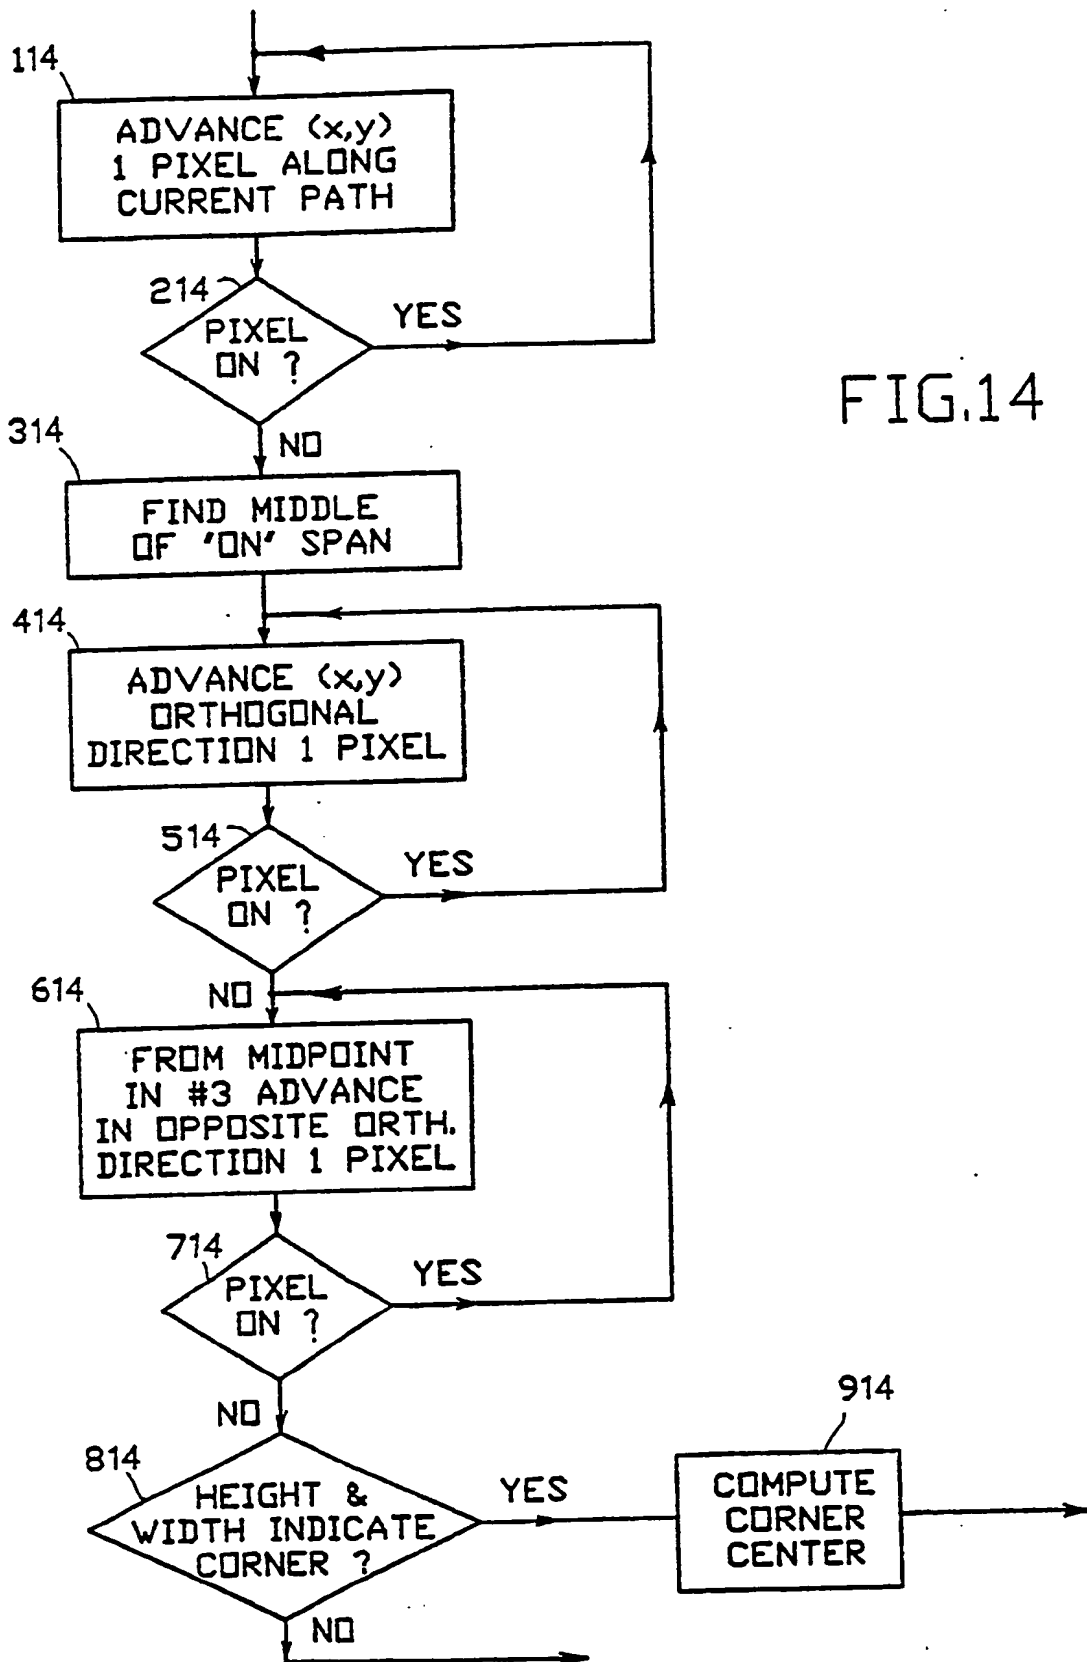 114
ADVANCE (x,y)
1 PIXEL ALONG
CURRENT PATH
214
PIXEL
ON ?
YES
FIG.14
NO
314
FIND MIDDLE
OF 'ON' SPAN
414
ADVANCE (x,y)
ORTHOGONAL
DIRECTION 1 PIXEL
514
PIXEL
ON ?
YES
NO
614
FROM MIDPOINT
IN #3 ADVANCE
IN OPPOSITE ORTH.
DIRECTION 1 PIXEL
714
PIXEL
ON ?
YES
NO
814
HEIGHT &
WIDTH INDICATE
CORNER ?
YES
914
COMPUTE
CORNER
CENTER
NO